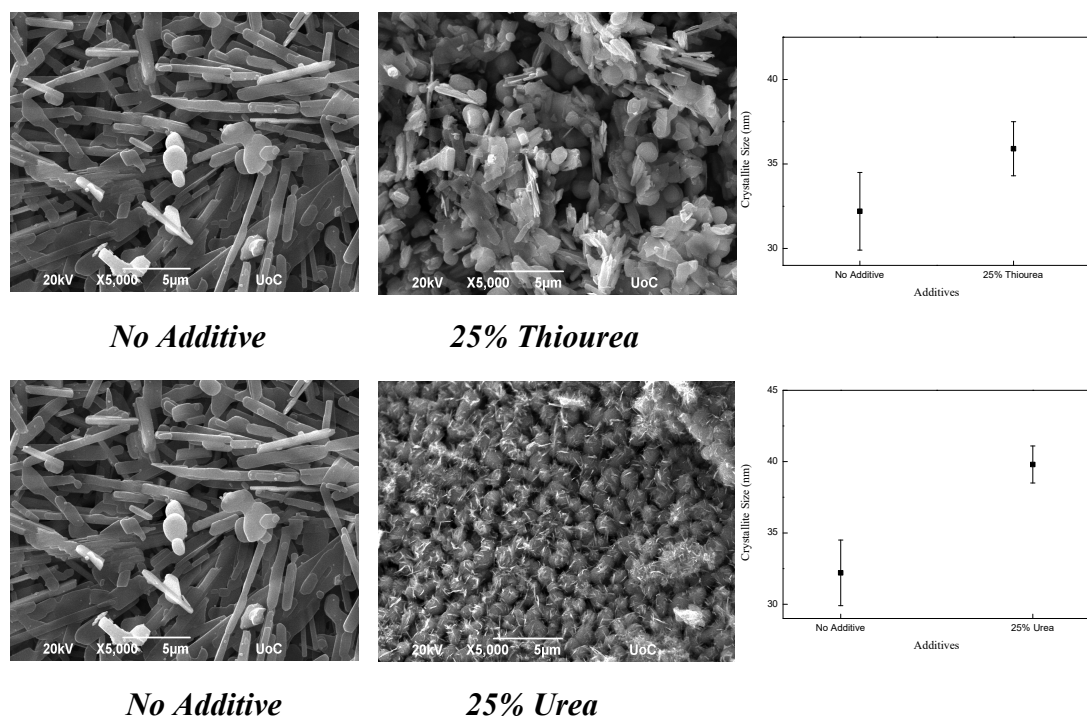 20kV X5,000 5µm UoC
20kV X5,000 5µm UoC
Crystallite Size (nm)
40
35
30
No Additive 25% Thiourea
Additives
No Additive
25% Thiourea
20kV X5,000 5µm UoC
20kV X5,000 5µm UoC
Crystallite Size (nm)
45
40
35
30
No Additive 25% Urea
Additives
No Additive
25% Urea